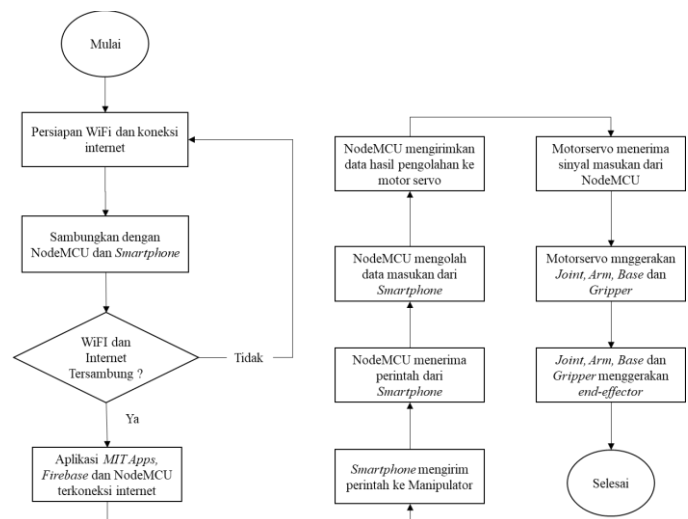 Mulai
Persiapan WiFi dan koneksi
internet
Sambungkan dengan
NodeMCU dan Smartphone
WiFI dan
Internet
Tersambung ?
Tidak
Ya
Aplikasi MIT Apps,
Firebase dan NodeMCU
terkoneksi internet
Smartphone mengirim
perintah ke Manipulator
NodeMCU menerima
perintah dari
Smartphone
NodeMCU mengolah
data masukan dari
Smartphone
NodeMCU mengirimkan
data hasil pengolahan ke
motor servo
Motorservo menerima
sinyal masukan dari
NodeMCU
Motorservo mnggerakan
Joint, Arm, Base dan
Gripper
Joint, Arm, Base dan
Gripper menggerakan
end-effector
Selesai